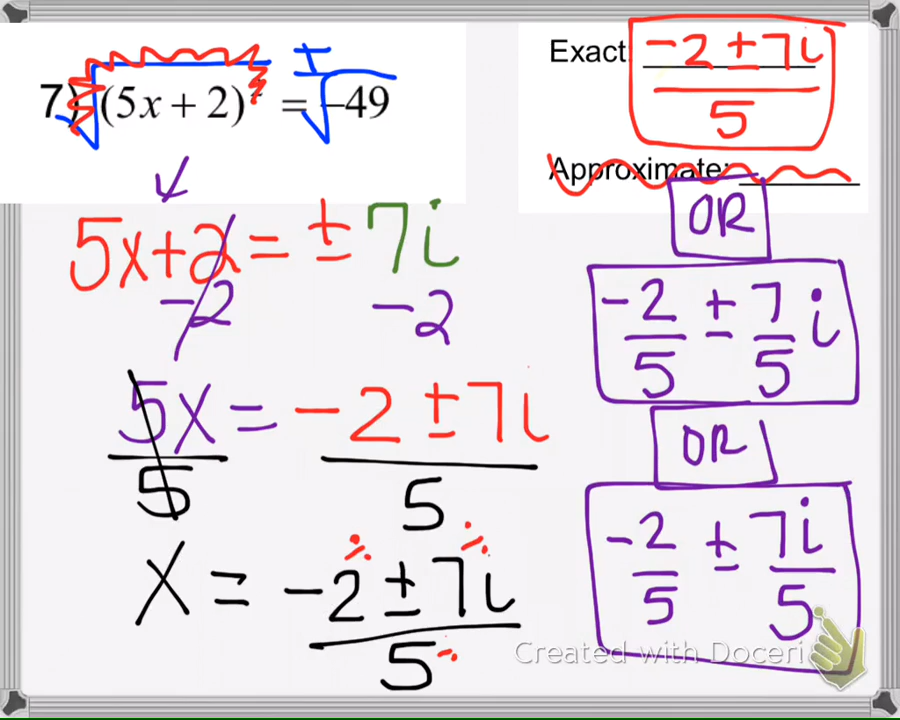 7) √(5x + 2)² = ±√−49
Exact: −2 ± 7i / 5
Approximate:
5x + 2 = ± 7i
−2 −2
5x = −2 ± 7i
5 5
x = −2 ± 7i
5
OR
−2/5 ± 7/5 i
OR
−2/5 ± 7i/5
Created with Doceri